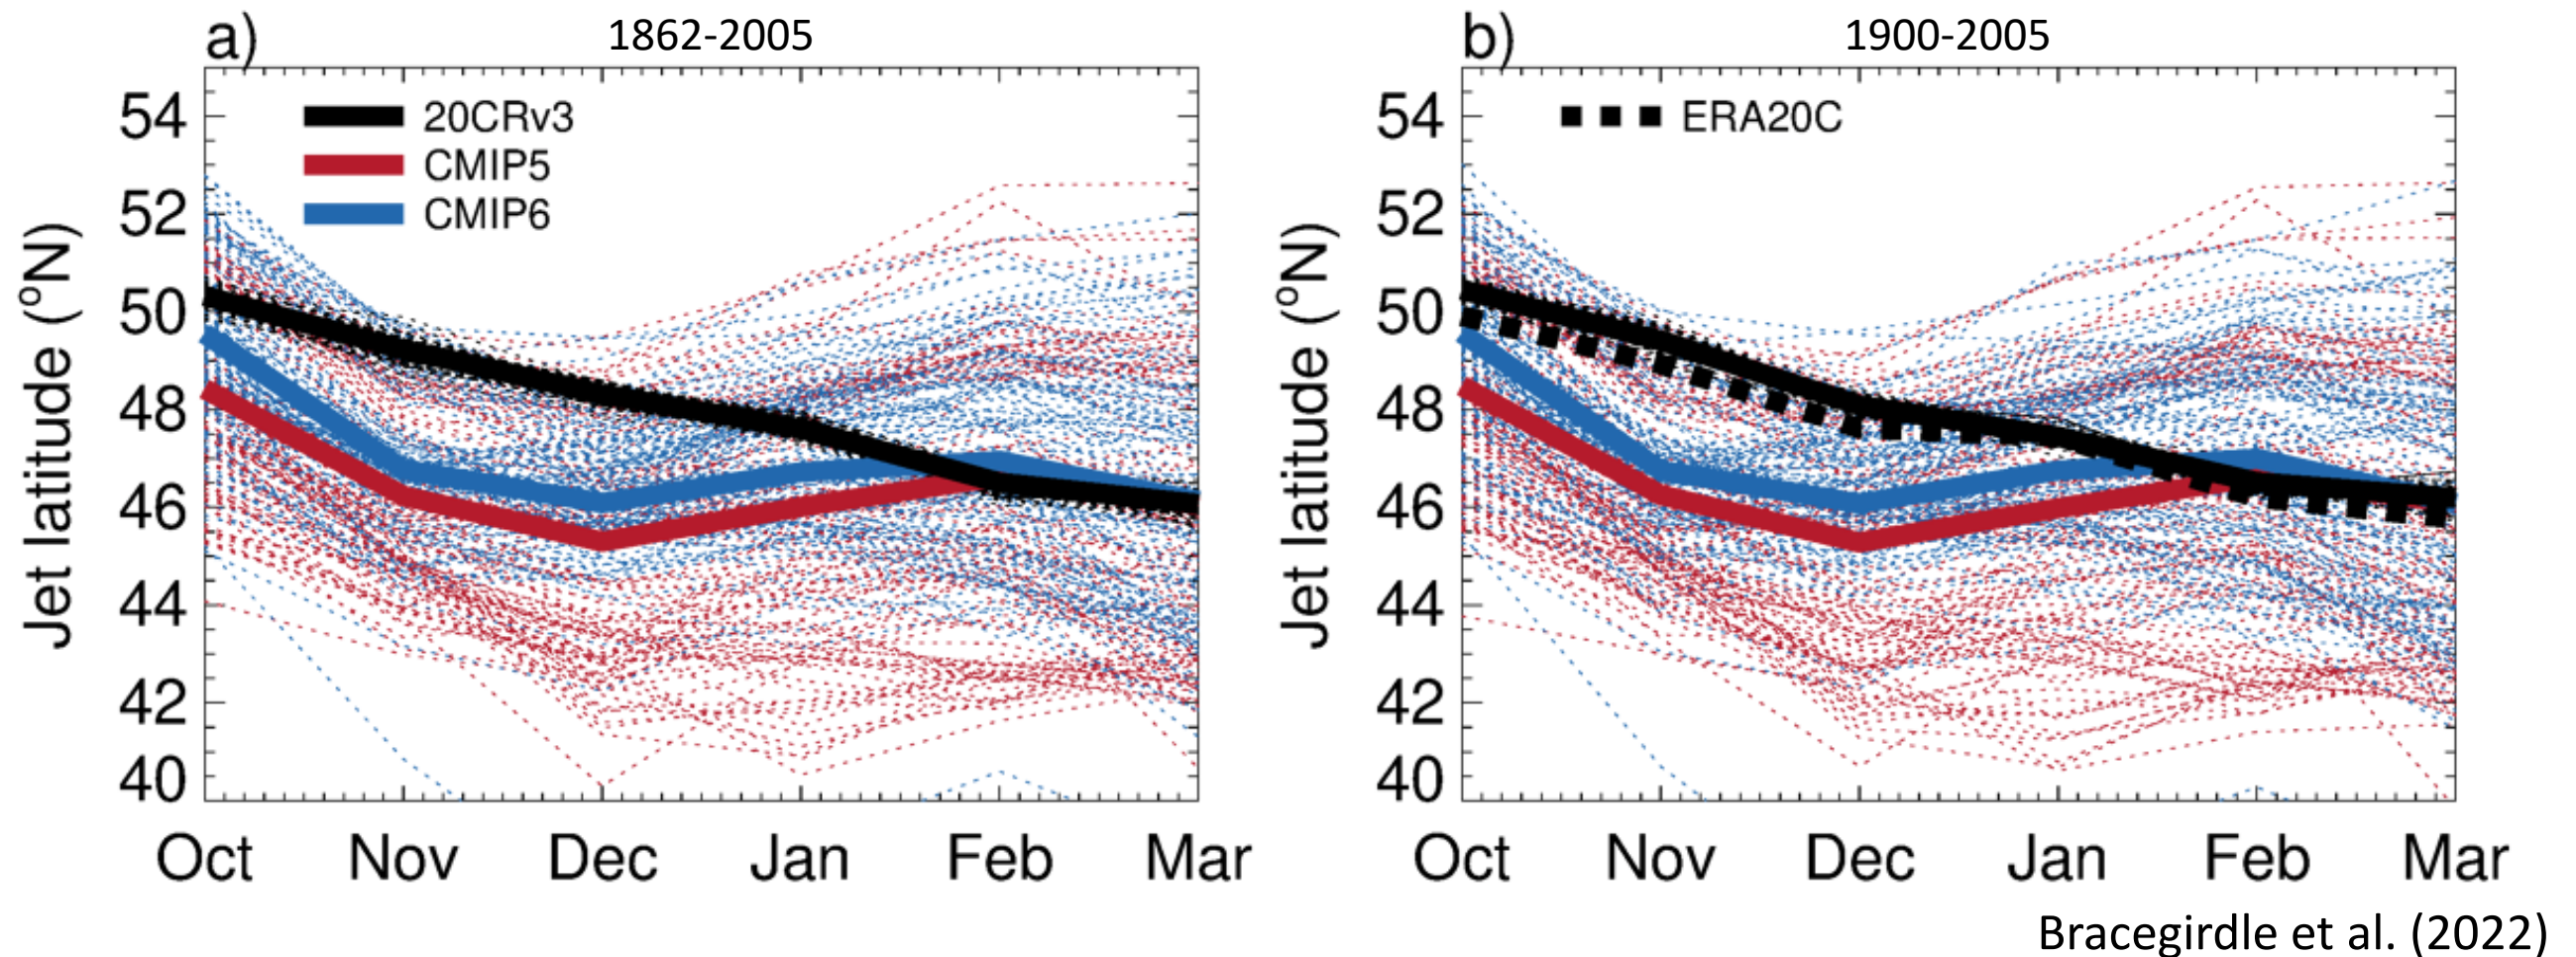 a) 1862-2005
20CRv3
CMIP5
CMIP6
Jet latitude (°N)
54
52
50
48
46
44
42
40
Oct Nov Dec Jan Feb Mar
b) 1900-2005
ERA20C
Jet latitude (°N)
54
52
50
48
46
44
42
40
Oct Nov Dec Jan Feb Mar
Bracegirdle et al. (2022)